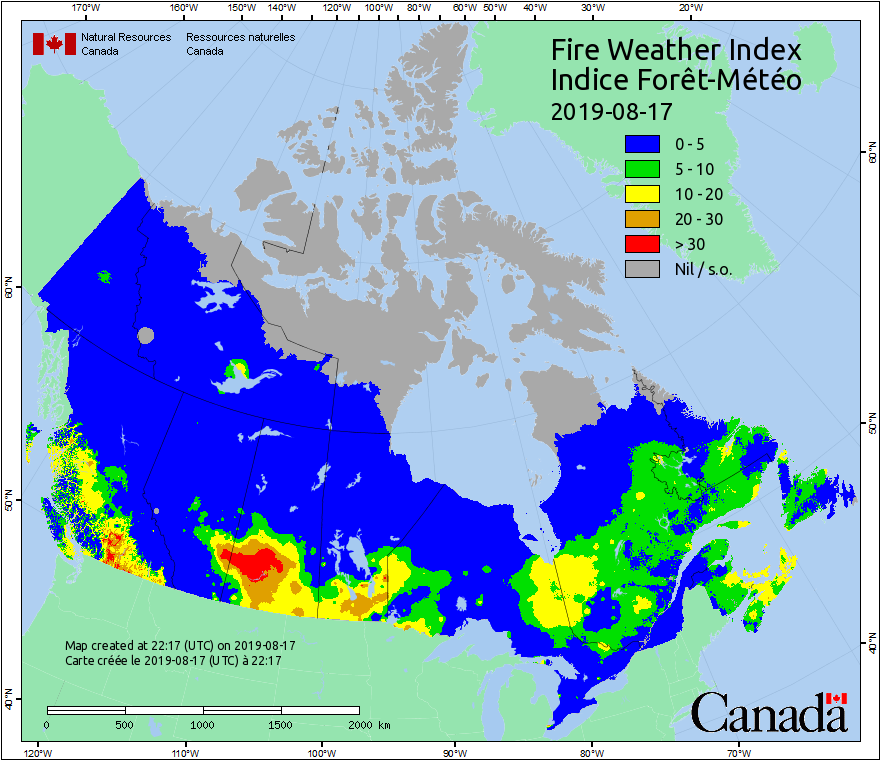 170°W 160°W 150°W 140°W 130°W 120°W 110°W 100°W 90°W 80°W 70°W 60°W 50°W 40°W 30°W 20°W
Natural Resources Canada
Ressources naturelles Canada
Fire Weather Index
Indice Forêt-Météo
2019-08-17
0 - 5
5 - 10
10 - 20
20 - 30
> 30
Nil / s.o.
60°N
60°N
50°N
50°N
40°N
40°N
Map created at 22:17 (UTC) on 2019-08-17
Carte créée le 2019-08-17 (UTC) à 22:17
0 500 1000 1500 2000 km
Canada
120°W 110°W 100°W 90°W 80°W 70°W